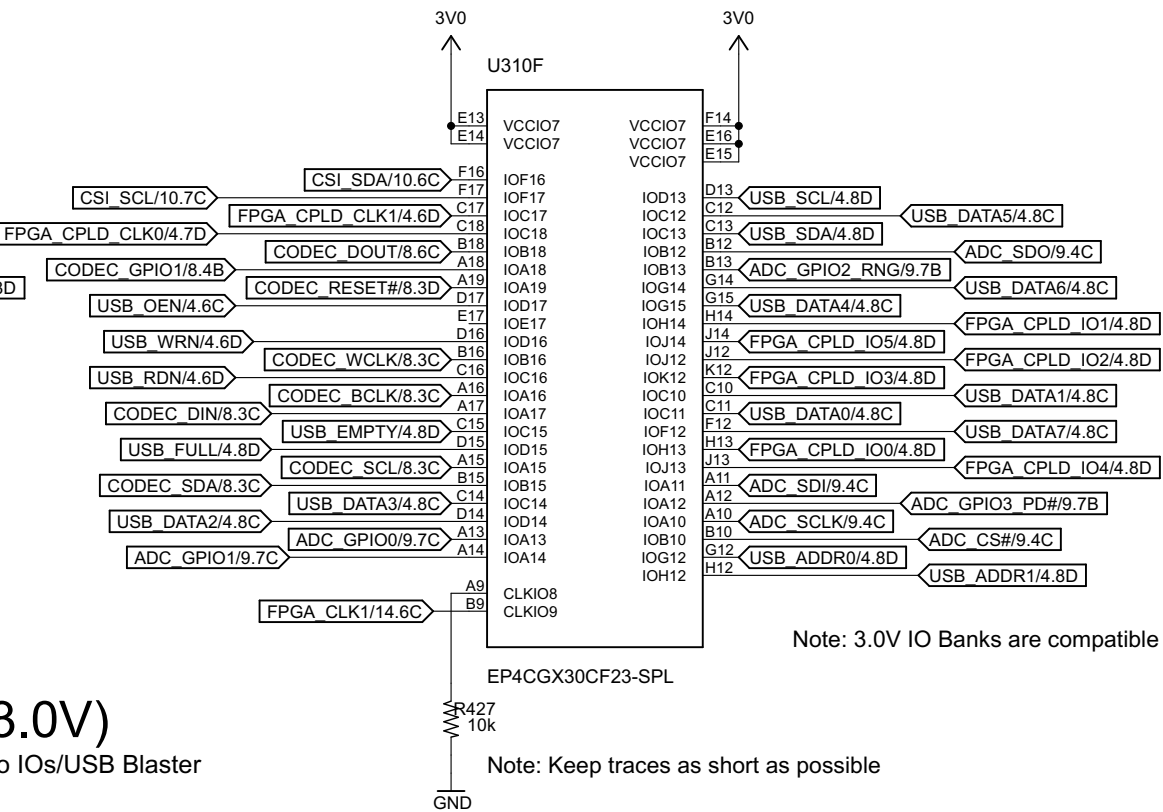 3V0
3V0
U310F
E13 VCCIO7 VCCIO7 F14
E14 VCCIO7 VCCIO7 E16
VCCIO7 E15
CSI_SDA/10.6C F16 IOF16
CSI_SCL/10.7C F17 IOF17 IOD13 D13 USB_SCL/4.8D
FPGA_CPLD_CLK1/4.6D C17 IOC17 IOC12 C12 USB_DATA5/4.8C
FPGA_CPLD_CLK0/4.7D C18 IOC18 IOC13 C13 USB_SDA/4.8D
CODEC_DOUT/8.6C B18 IOB18 IOB12 B12 ADC_SDO/9.4C
CODEC_GPIO1/8.4B A18 IOA18 IOB13 B13 ADC_GPIO2_RNG/9.7B
D CODEC_RESET#/8.3D A19 IOA19 IOG14 G14 USB_DATA6/4.8C
USB_OEN/4.6C D17 IOD17 IOG15 G15 USB_DATA4/4.8C
E17 IOE17 IOH14 H14 FPGA_CPLD_IO1/4.8D
USB_WRN/4.6D D16 IOD16 IOJ14 J14 FPGA_CPLD_IO5/4.8D
CODEC_WCLK/8.3C B16 IOB16 IOJ12 J12 FPGA_CPLD_IO2/4.8D
USB_RDN/4.6D C16 IOC16 IOK12 K12 FPGA_CPLD_IO3/4.8D
CODEC_BCLK/8.3C A16 IOA16 IOC10 C10 USB_DATA1/4.8C
CODEC_DIN/8.3C A17 IOA17 IOC11 C11 USB_DATA0/4.8C
USB_EMPTY/4.8D C15 IOC15 IOF12 F12 USB_DATA7/4.8C
USB_FULL/4.8D D15 IOD15 IOH13 H13 FPGA_CPLD_IO0/4.8D
CODEC_SCL/8.3C A15 IOA15 IOJ13 J13 FPGA_CPLD_IO4/4.8D
CODEC_SDA/8.3C B15 IOB15 IOA11 A11 ADC_SDI/9.4C
USB_DATA3/4.8C C14 IOC14 IOA12 A12 ADC_GPIO3_PD#/9.7B
USB_DATA2/4.8C D14 IOD14 IOA10 A10 ADC_SCLK/9.4C
ADC_GPIO0/9.7C A13 IOA13 IOB10 B10 ADC_CS#/9.4C
ADC_GPIO1/9.7C A14 IOA14 IOG12 G12 USB_ADDR0/4.8D
IOH12 H12 USB_ADDR1/4.8D
A9 CLKIO8
FPGA_CLK1/14.6C B9 CLKIO9
Note: 3.0V IO Banks are compatible
EP4CGX30CF23-SPL
3.0V)
R427
10k
o IOs/USB Blaster
Note: Keep traces as short as possible
GND